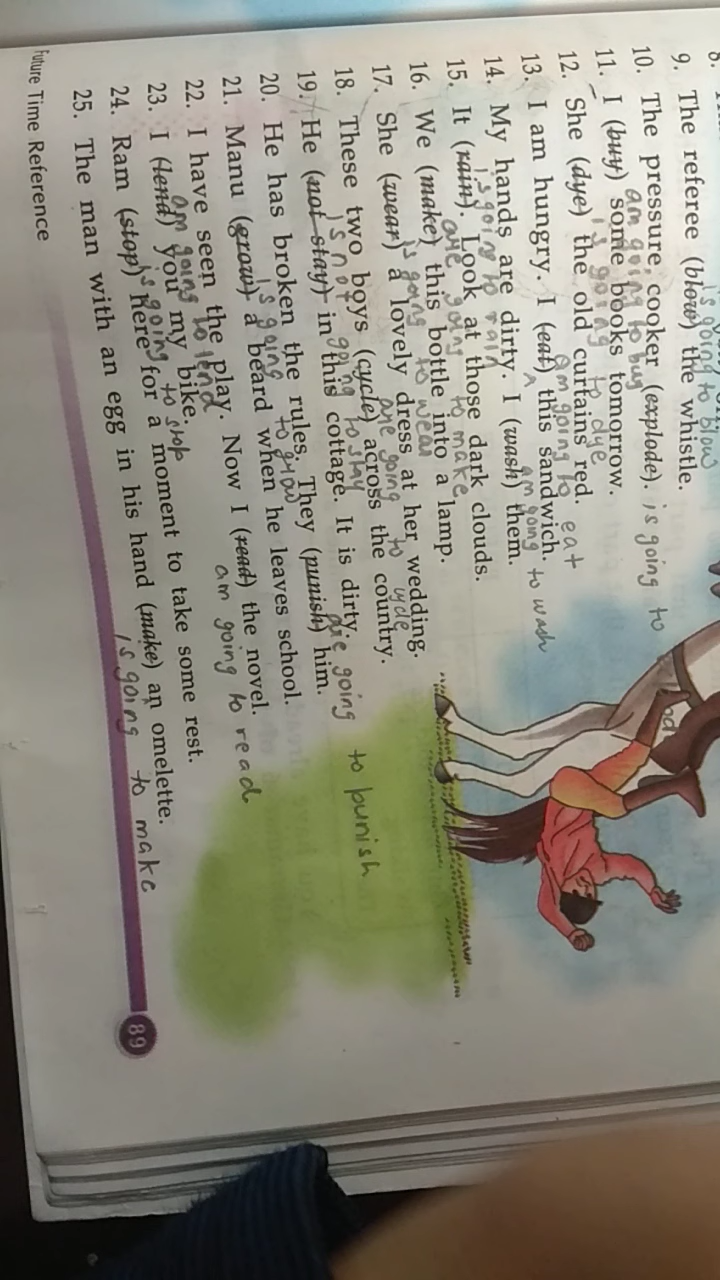 is going to blow
9. The referee (blow) the whistle.
10. The pressure cooker (explode). is going to
am going to buy
11. I (buy) some books tomorrow.
is going to dye
12. She (dye) the old curtains red.
am going to eat
13. I am hungry. I (eat) this sandwich.
am going to wash
14. My hands are dirty. I (wash) them.
is going to rain
15. It (rain). Look at those dark clouds.
are going to make
16. We (make) this bottle into a lamp.
is going to wear
17. She (wear) a lovely dress at her wedding.
are going to cycle
18. These two boys (cycle) across the country.
is not going to stay
19. He (not stay) in this cottage. It is dirty.
are going to punish
20. He has broken the rules. They (punish) him.
is going to grow
21. Manu (grow) a beard when he leaves school.
22. I have seen the play. Now I (read) the novel.
am going to read
am going to lend
23. I (lend) you my bike.
is going to stop
24. Ram (stop) here for a moment to take some rest.
25. The man with an egg in his hand (make) an omelette.
is going to make
Future Time Reference
89